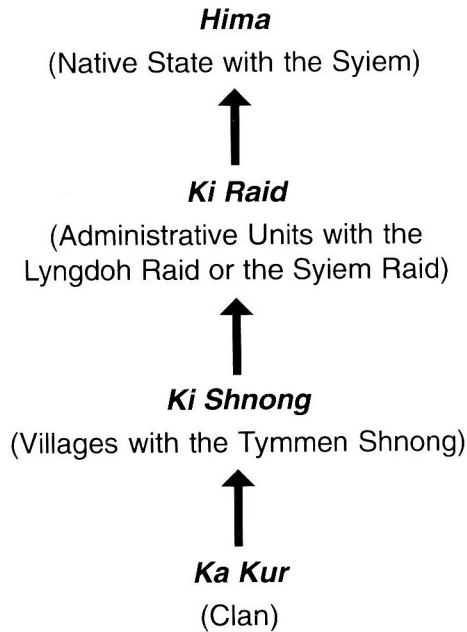 Hima
(Native State with the Syiem)
Ki Raid
(Administrative Units with the
Lyngdoh Raid or the Syiem Raid)
Ki Shnong
(Villages with the Tymmen Shnong)
Ka Kur
(Clan)